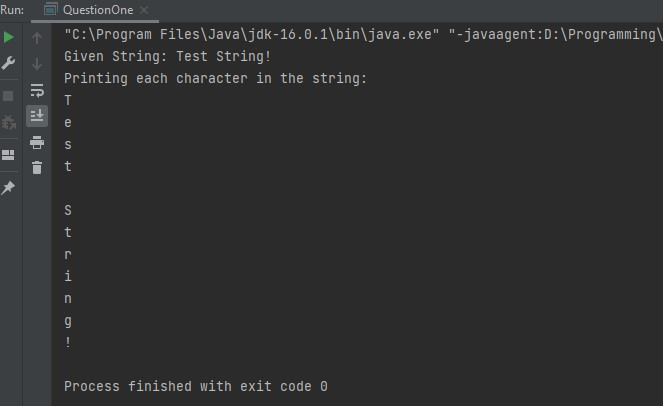 Run: QuestionOne
"C:\Program Files\Java\jdk-16.0.1\bin\java.exe" "-javaagent:D:\Programming\
Given String: Test String!
Printing each character in the string:
T
e
s
t

S
t
r
i
n
g
!

Process finished with exit code 0